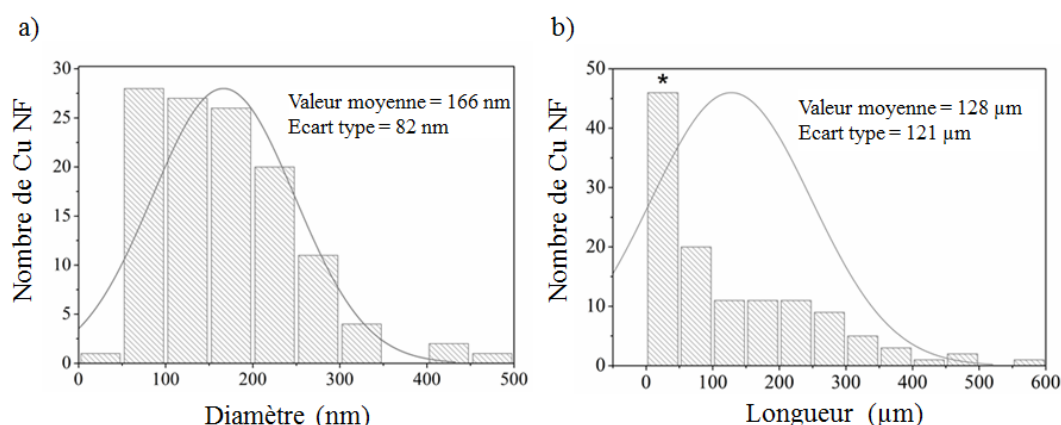 a)
Nombre de Cu NF
30
25
20
15
10
5
0
Valeur moyenne = 166 nm
Ecart type = 82 nm
0 100 200 300 400 500
Diamètre (nm)
b)
Nombre de Cu NF
50
40
30
20
10
0
*
Valeur moyenne = 128 µm
Ecart type = 121 µm
0 100 200 300 400 500 600
Longueur (µm)